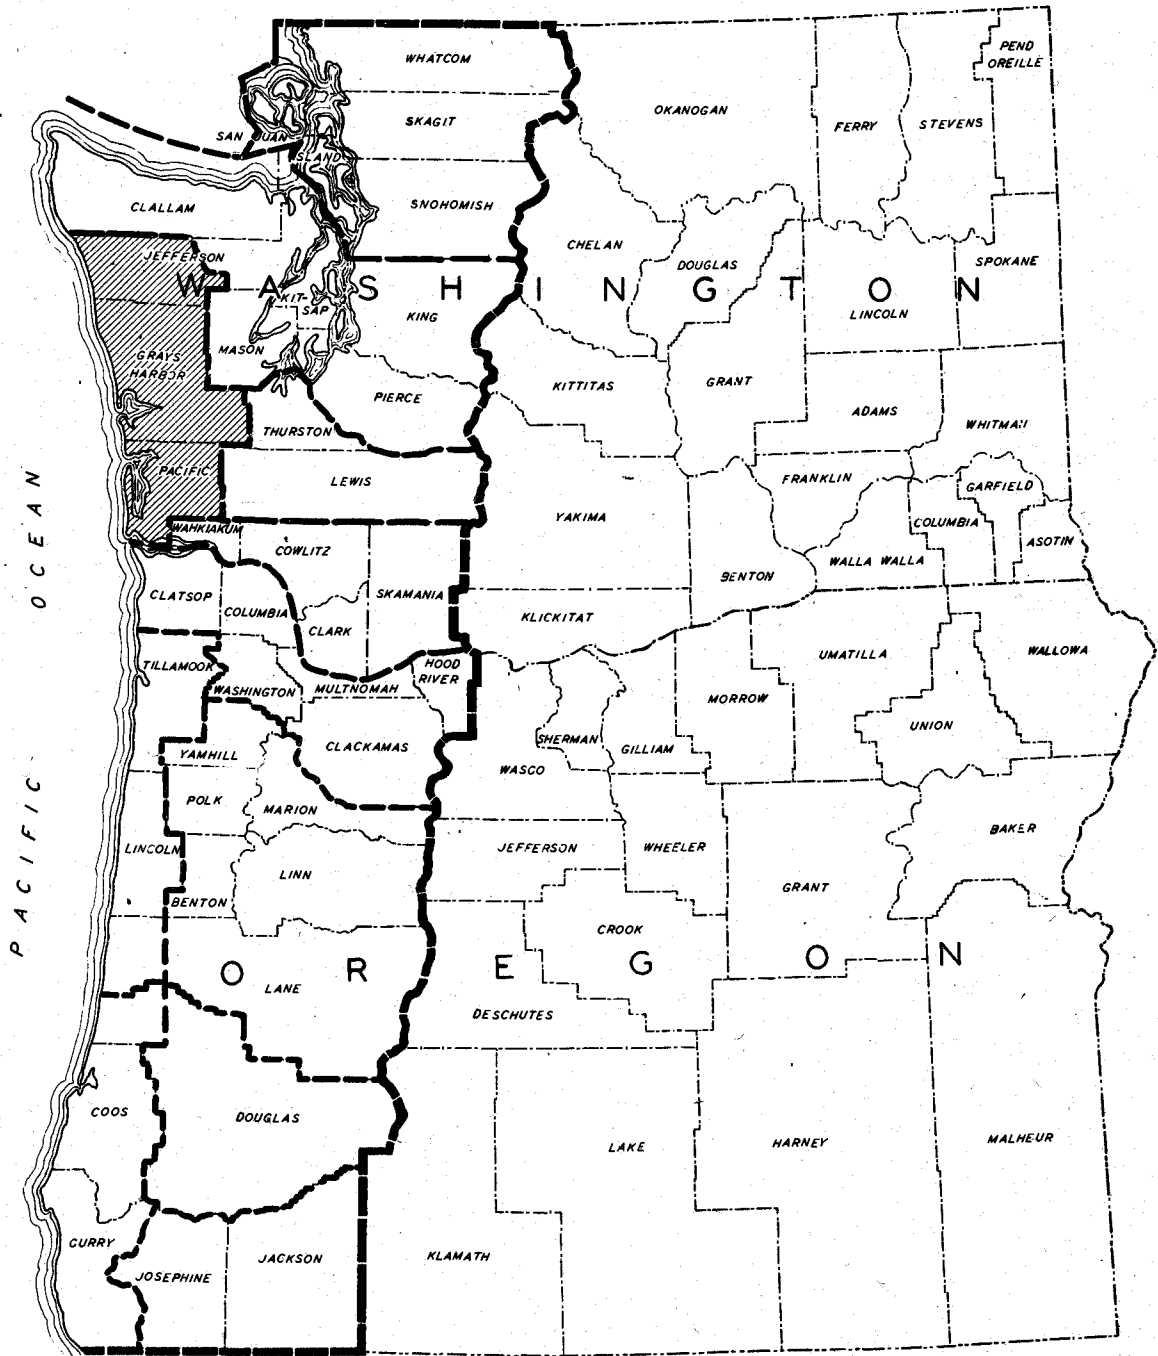 WHATCOM
PEND
OREILLE
OKANOGAN
SKAGIT
FERRY
STEVENS
SAN JUAN
ISLAND
CLALLAM
SNOHOMISH
CHELAN
DOUGLAS
SPOKANE
JEFFERSON
WASHINGTON
KIT-
SAP
KING
LINCOLN
MASON
GRAYS
HARBOR
KITTITAS
GRANT
PIERCE
ADAMS
WHITMAN
THURSTON
PACIFIC
LEWIS
FRANKLIN
GARFIELD
YAKIMA
COLUMBIA
WAHKIAKUM
COWLITZ
ASOTIN
WALLA WALLA
BENTON
CLATSOP
COLUMBIA
SKAMANIA
KLICKITAT
CLARK
TILLAMOOK
HOOD
RIVER
WASHINGTON
MULTNOMAH
UMATILLA
WALLOWA
MORROW
UNION
YAMHILL
CLACKAMAS
SHERMAN
GILLIAM
WASCO
POLK
MARION
BAKER
LINCOLN
JEFFERSON
WHEELER
LINN
GRANT
BENTON
CROOK
OREGON
LANE
DESCHUTES
COOS
DOUGLAS
LAKE
HARNEY
MALHEUR
CURRY
JOSEPHINE
JACKSON
KLAMATH
PACIFIC OCEAN